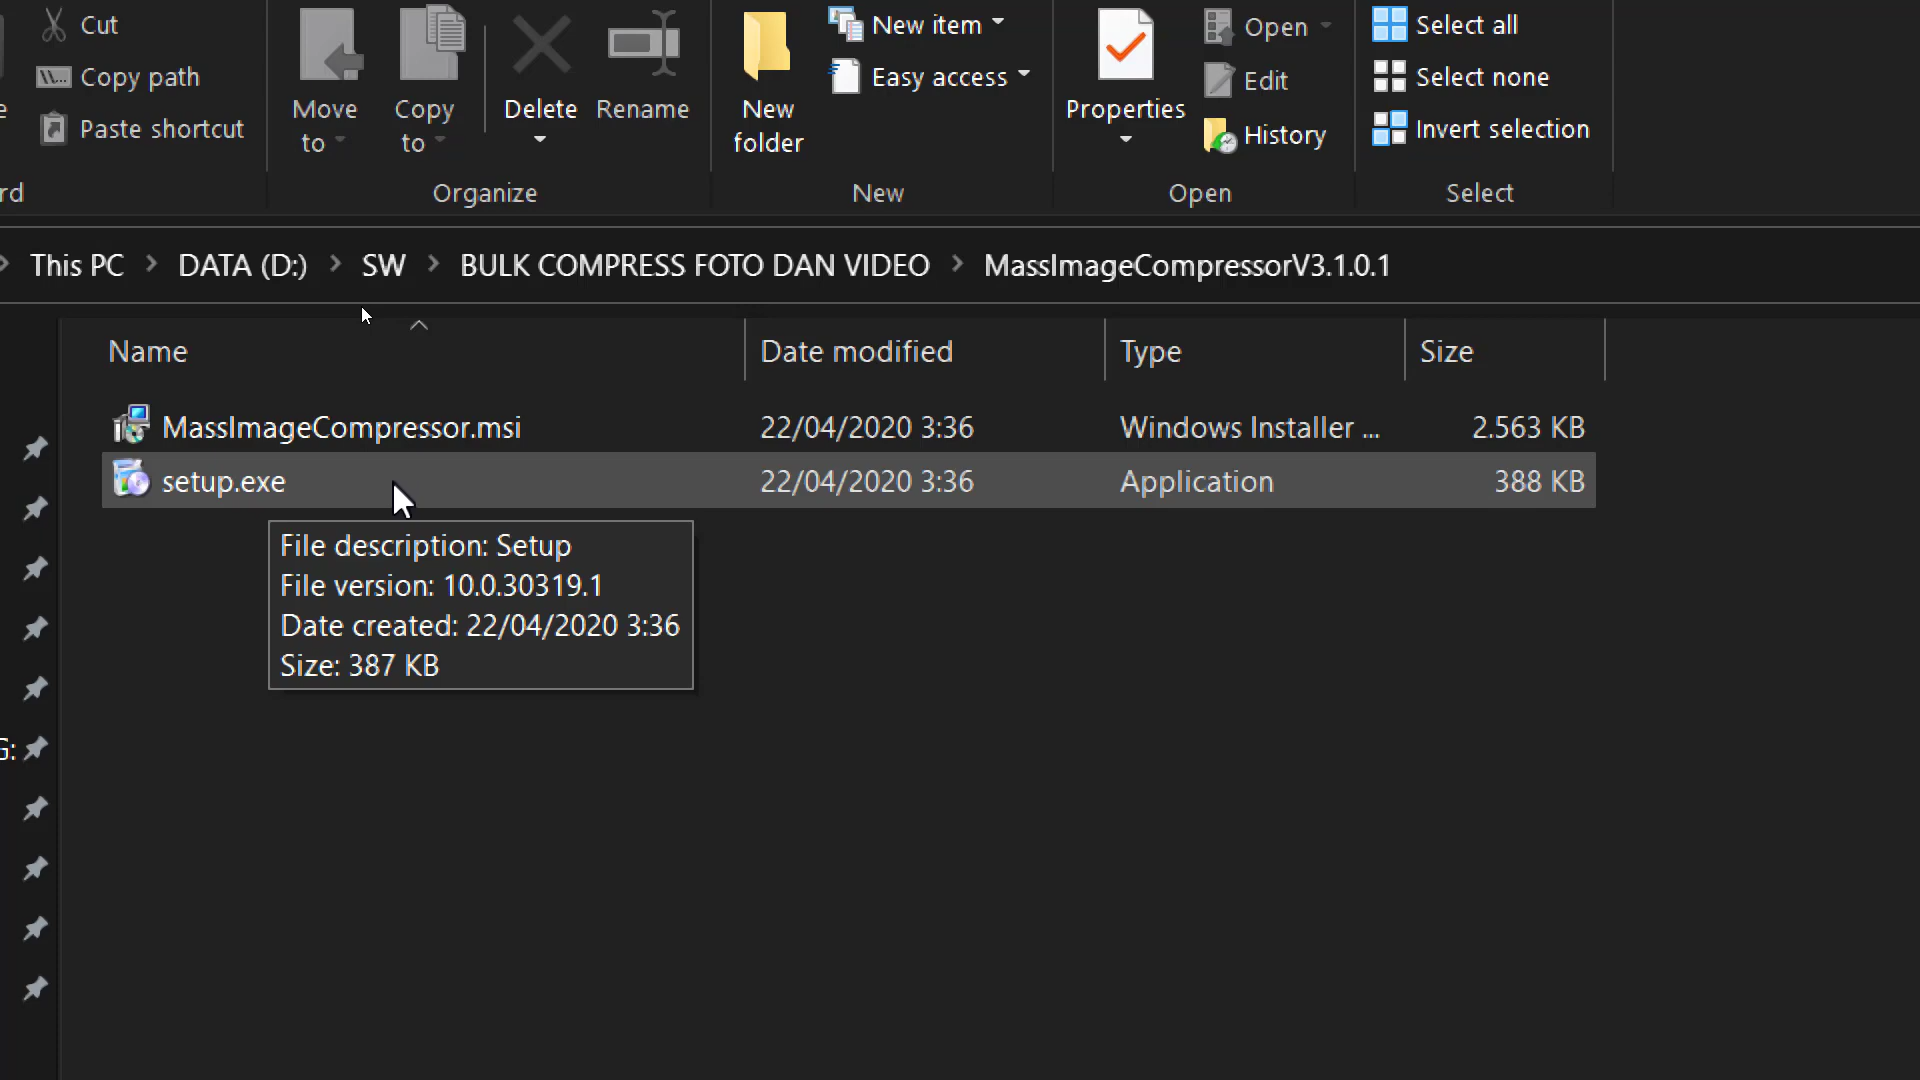 Cut
Copy path
Paste shortcut
Move
to
Copy
to
Delete
Rename
New
folder
New item
Easy access
Properties
Open
Edit
History
Select all
Select none
Invert selection
rd
Organize
New
Open
Select
This PC > DATA (D:) > SW > BULK COMPRESS FOTO DAN VIDEO > MassImageCompressorV3.1.0.1
Name Date modified Type Size
MassImageCompressor.msi 22/04/2020 3:36 Windows Installer ... 2.563 KB
setup.exe 22/04/2020 3:36 Application 388 KB
File description: Setup
File version: 10.0.30319.1
Date created: 22/04/2020 3:36
Size: 387 KB
G: